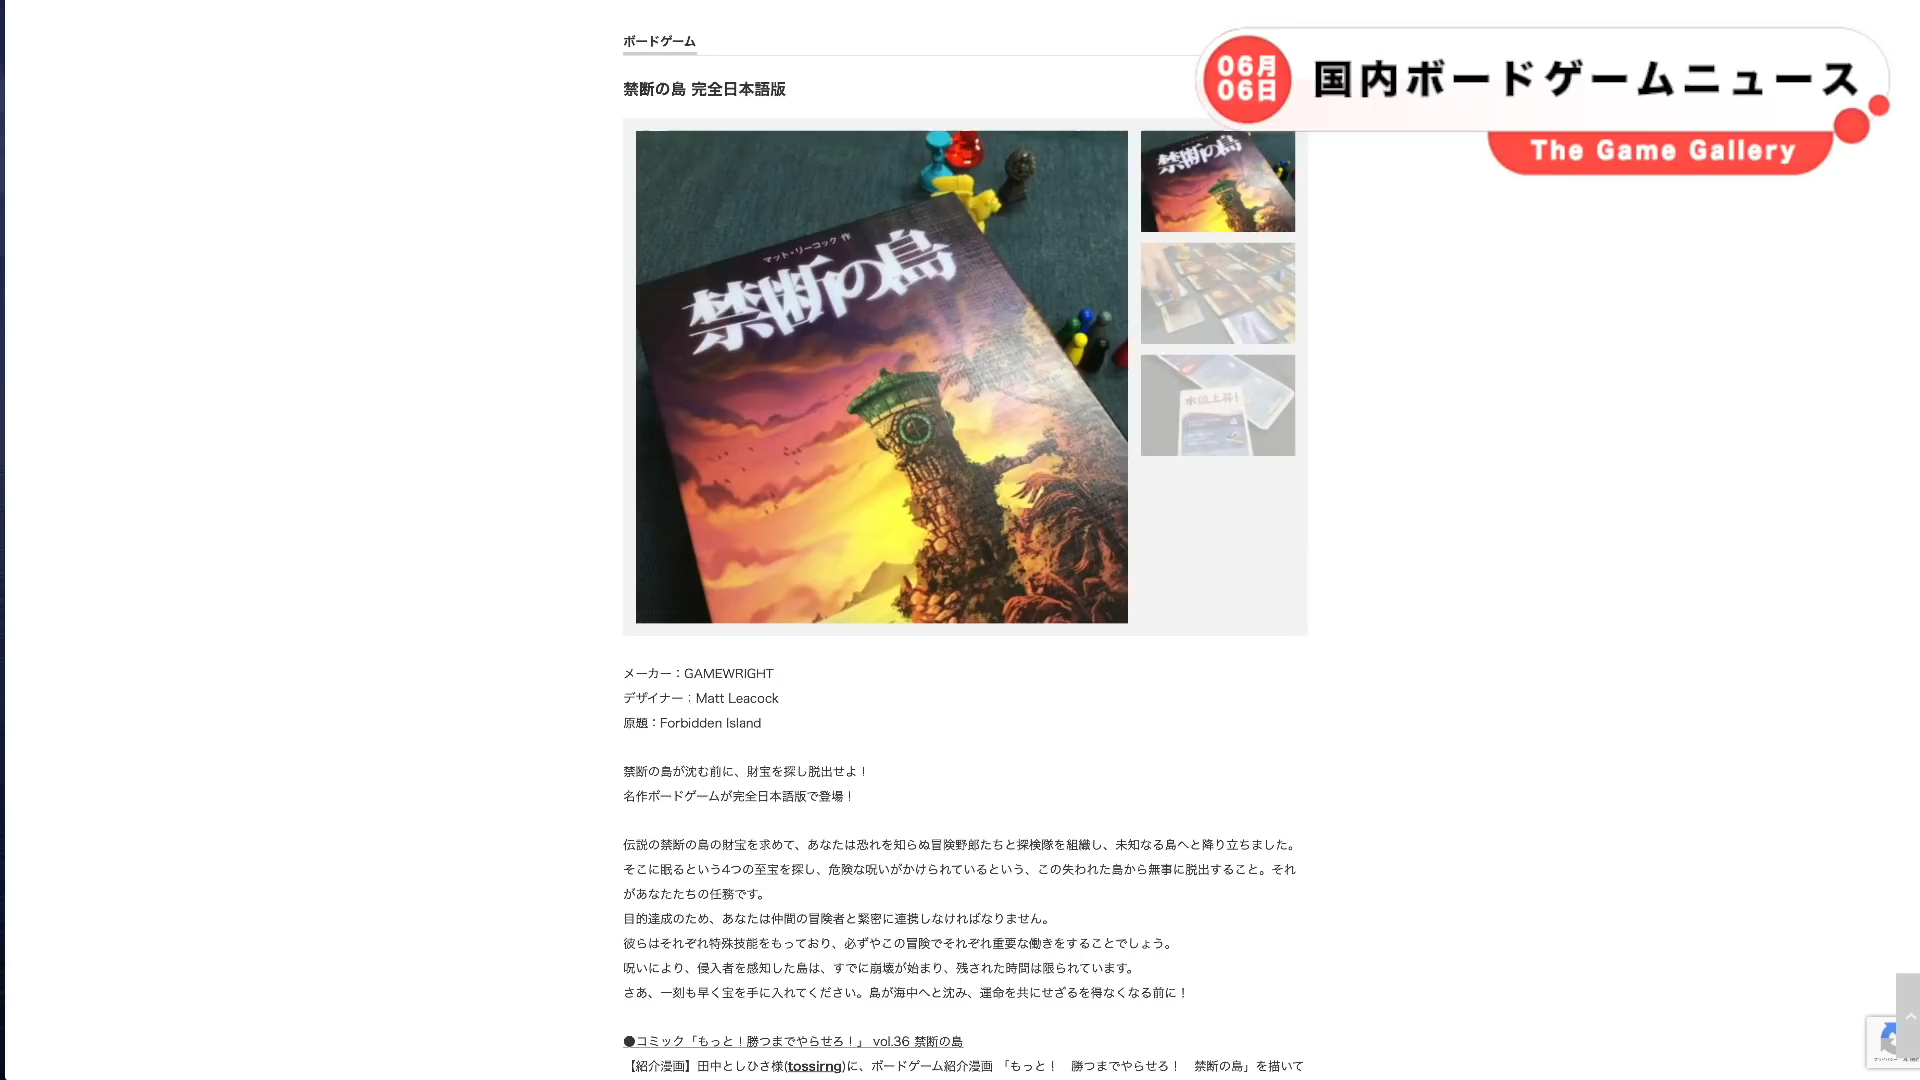 ボードゲーム
禁断の島 完全日本語版
06月
06日
国内ボードゲームニュース
The Game Gallery
マット・リーコック 作
禁断の島
禁断の島
水位上昇!
メーカー：GAMEWRIGHT
デザイナー：Matt Leacock
原題：Forbidden Island
禁断の島が沈む前に、財宝を探し脱出せよ！
名作ボードゲームが完全日本語版で登場！
伝説の禁断の島の財宝を求めて、あなたは恐れを知らぬ冒険野郎たちと探検隊を組織し、未知なる島へと降り立ちました。
そこに眠るという4つの至宝を探し、危険な呪いがかけられているという、この失われた島から無事に脱出すること。それ
があなたたちの任務です。
目的達成のため、あなたは仲間の冒険者と緊密に連携しなければなりません。
彼らはそれぞれ特殊技能をもっており、必ずやこの冒険でそれぞれ重要な働きをすることでしょう。
呪いにより、侵入者を感知した島は、すでに崩壊が始まり、残された時間は限られています。
さあ、一刻も早く宝を手に入れてください。島が海中へと沈み、運命を共にせざるを得なくなる前に！
●コミック「もっと！勝つまでやらせろ！」 vol.36 禁断の島
【紹介漫画】田中としひさ様(tossirng)に、ボードゲーム紹介漫画 「もっと！　勝つまでやらせろ！　禁断の島」を描いて